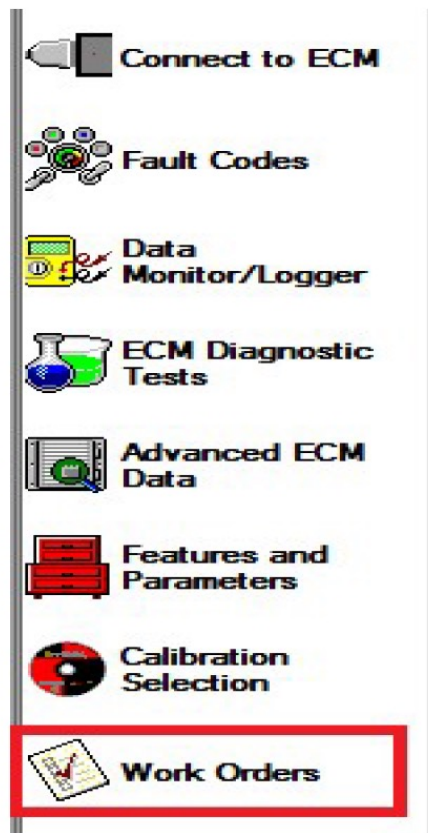 Connect to ECM
Fault Codes
Data
Monitor/Logger
ECM Diagnostic
Tests
Advanced ECM
Data
Features and
Parameters
Calibration
Selection
Work Orders